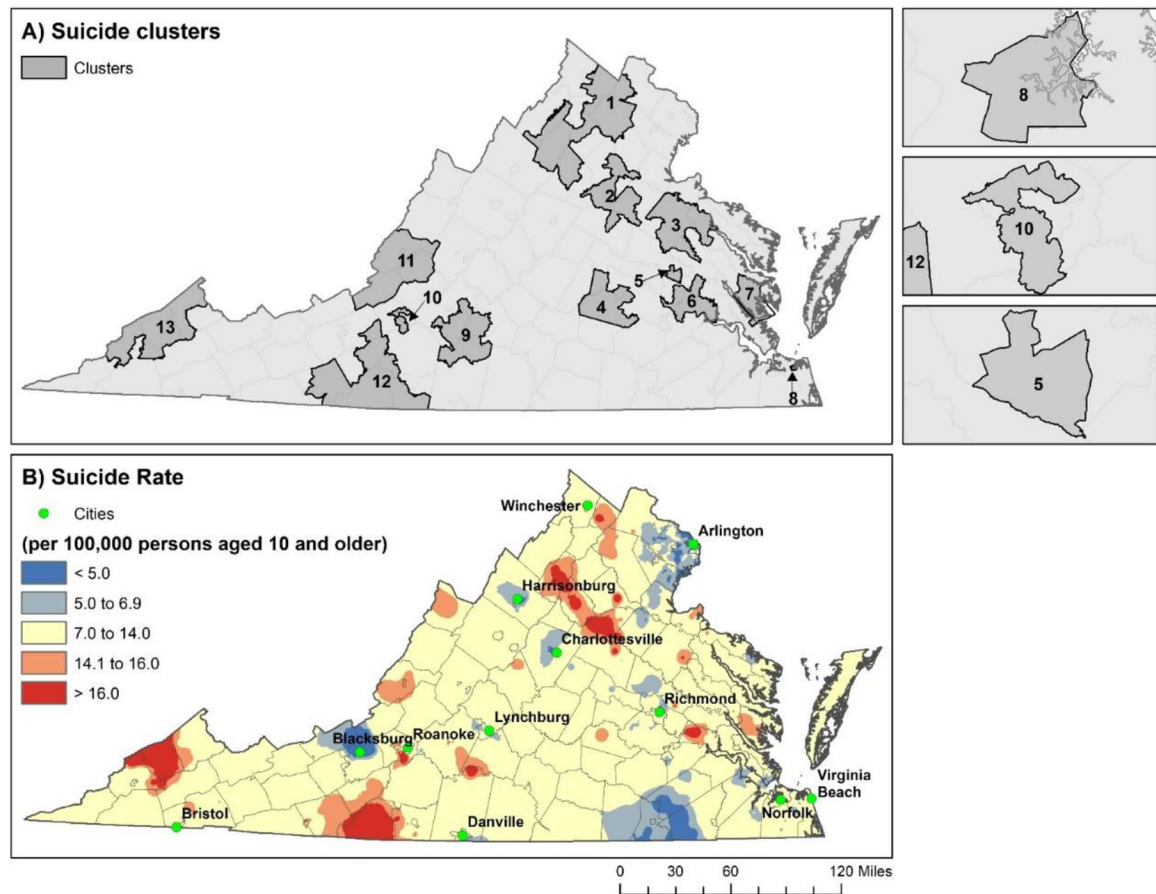 A) Suicide clusters
Clusters
1
2
3
4
5
6
7
8
9
10
11
12
13
8
12
10
5
B) Suicide Rate
Cities
(per 100,000 persons aged 10 and older)
< 5.0
5.0 to 6.9
7.0 to 14.0
14.1 to 16.0
> 16.0
Winchester
Arlington
Harrisonburg
Charlottesville
Richmond
Lynchburg
Roanoke
Blacksburg
Virginia
Beach
Norfolk
Bristol
Danville
0 30 60 120 Miles